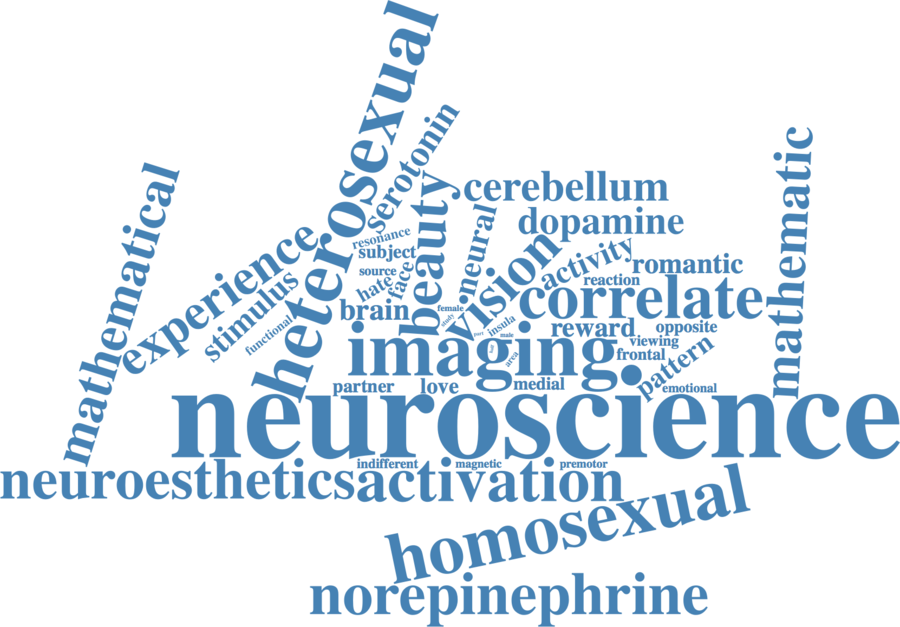 heterosexual
serotonin
mathematical
mathematic
cerebellum
beauty
neural
dopamine
experience
resonance
subject
vision
activity
romantic
stimulus
source
face
hate
reaction
correlate
functional
brain
female
study
insula
male
reward
opposite
viewing
imaging
area
frontal
pattern
partner
love
medial
emotional
neuroscience
indifferent
magnetic
premotor
neuroesthetics
activation
homosexual
norepinephrine